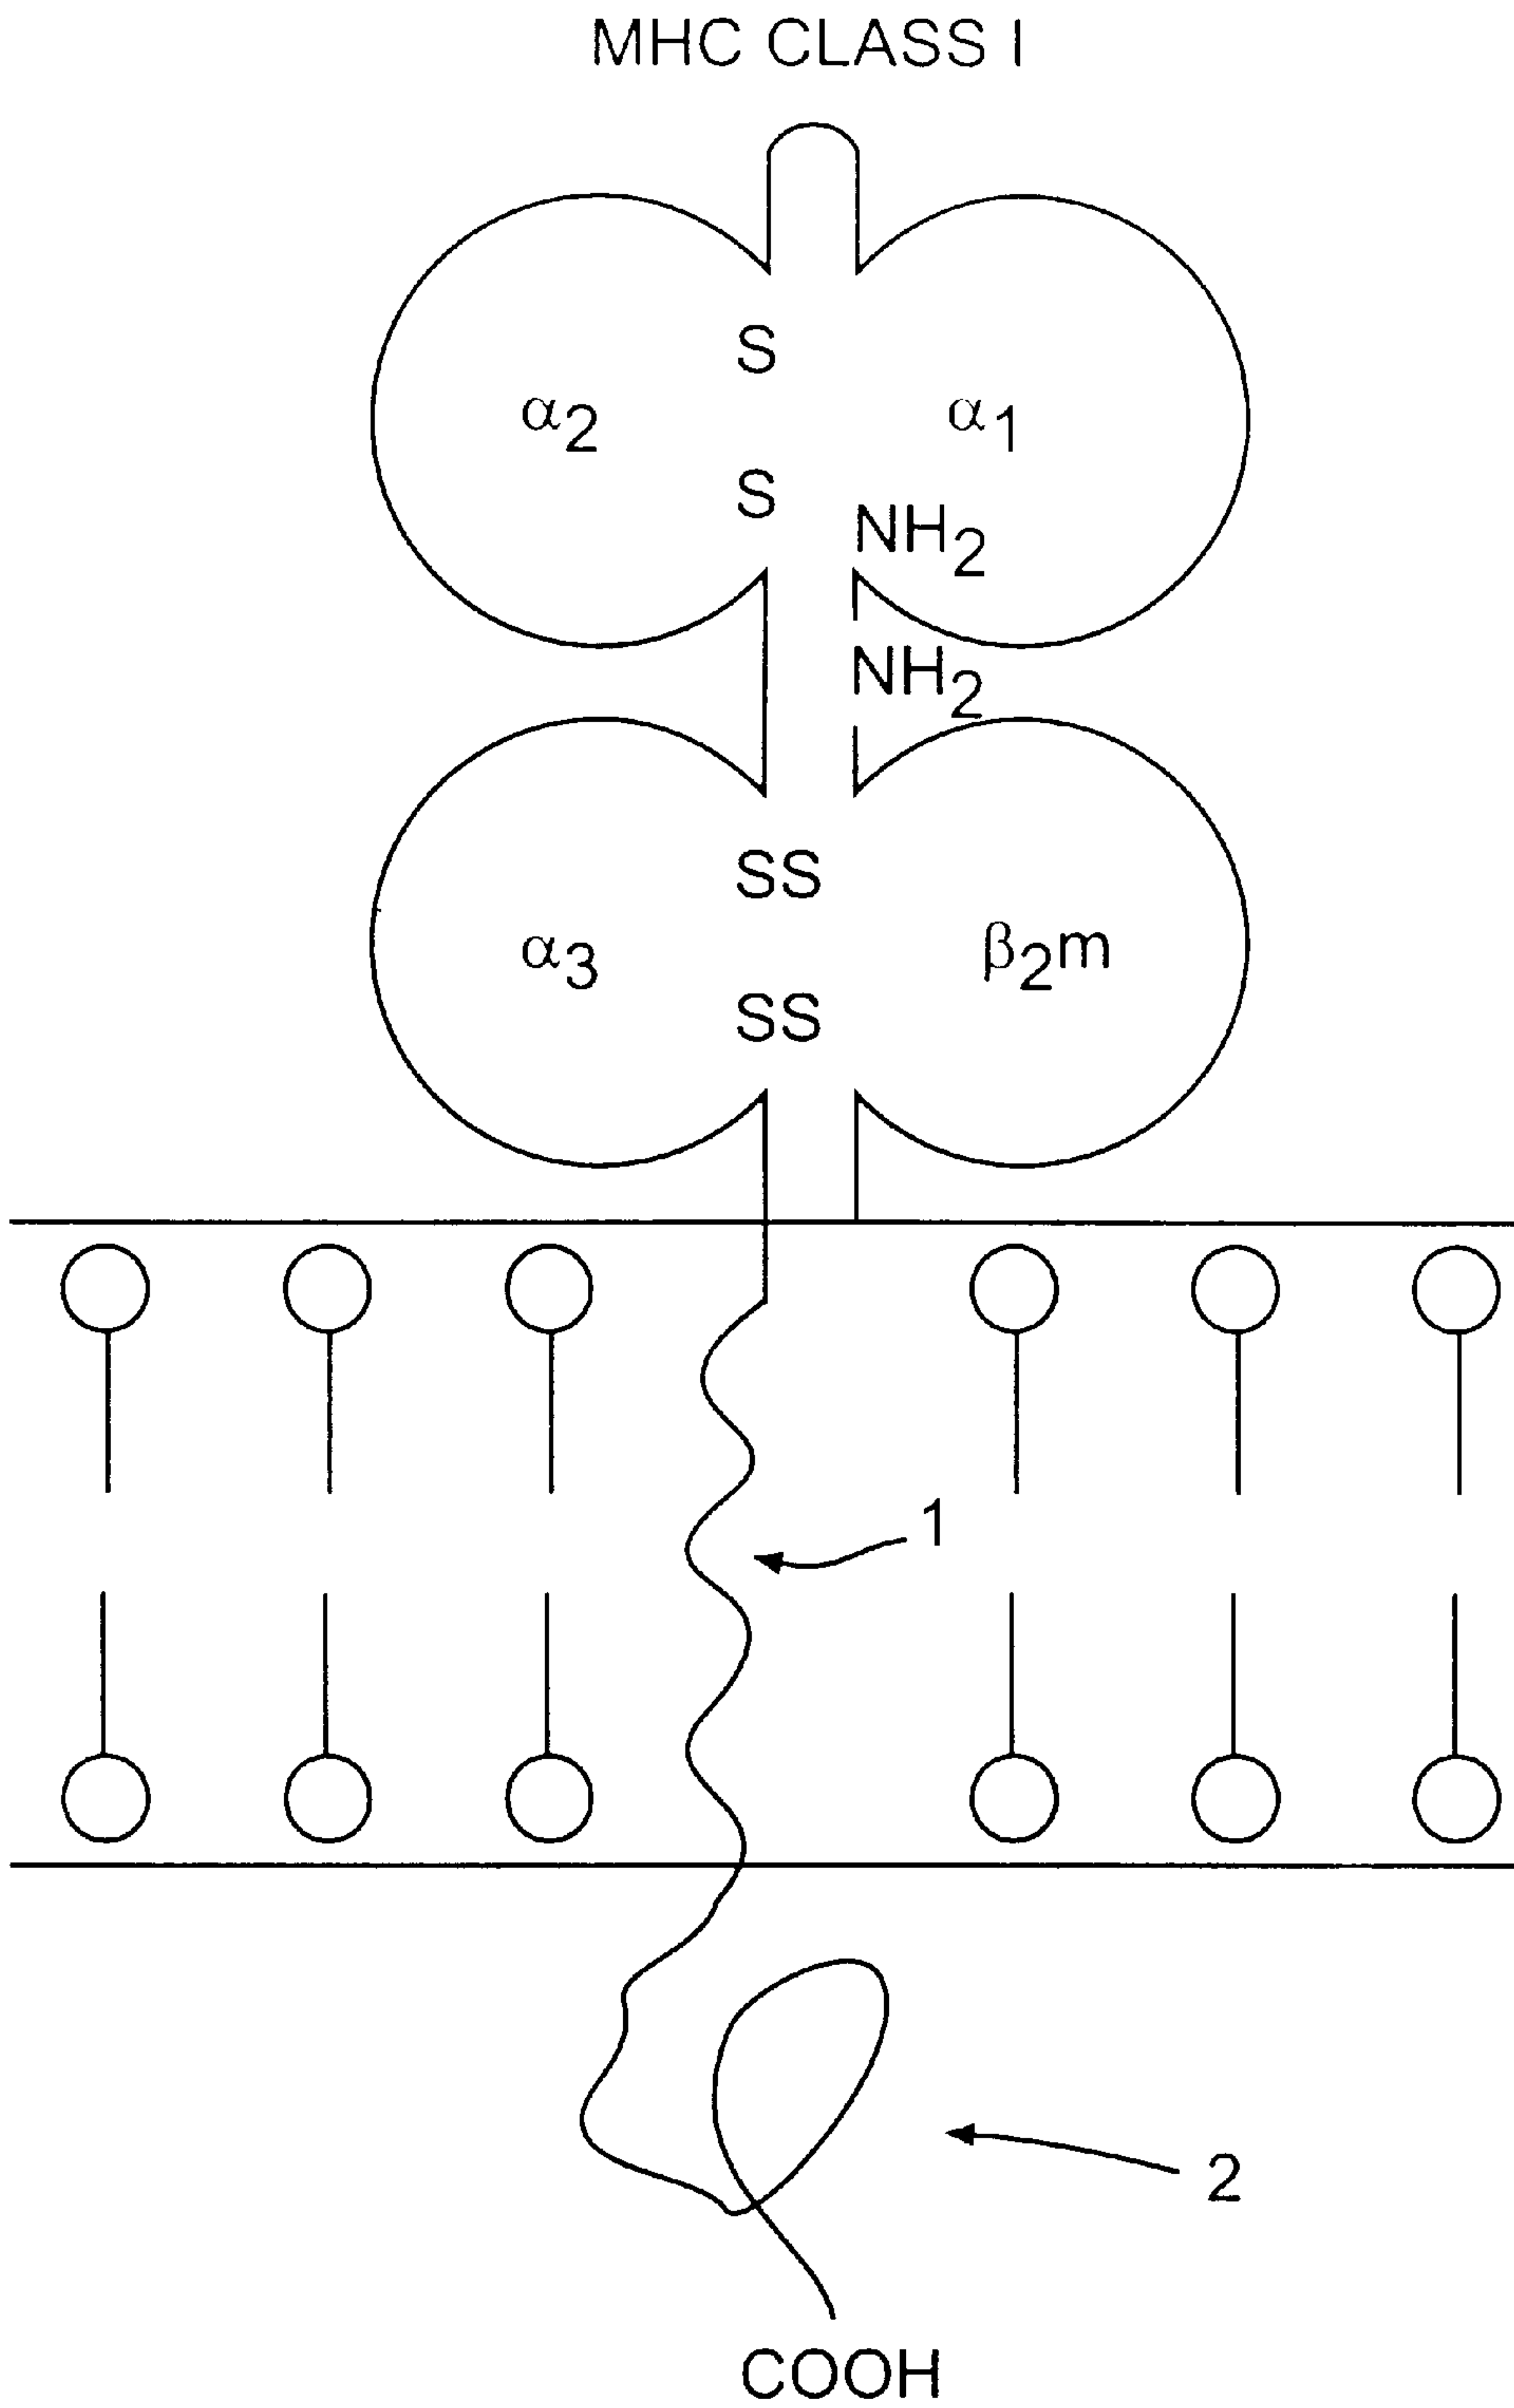 MHC CLASS I
S
α2 α1
S
NH2
NH2
SS
α3 β2m
SS
1
2
COOH